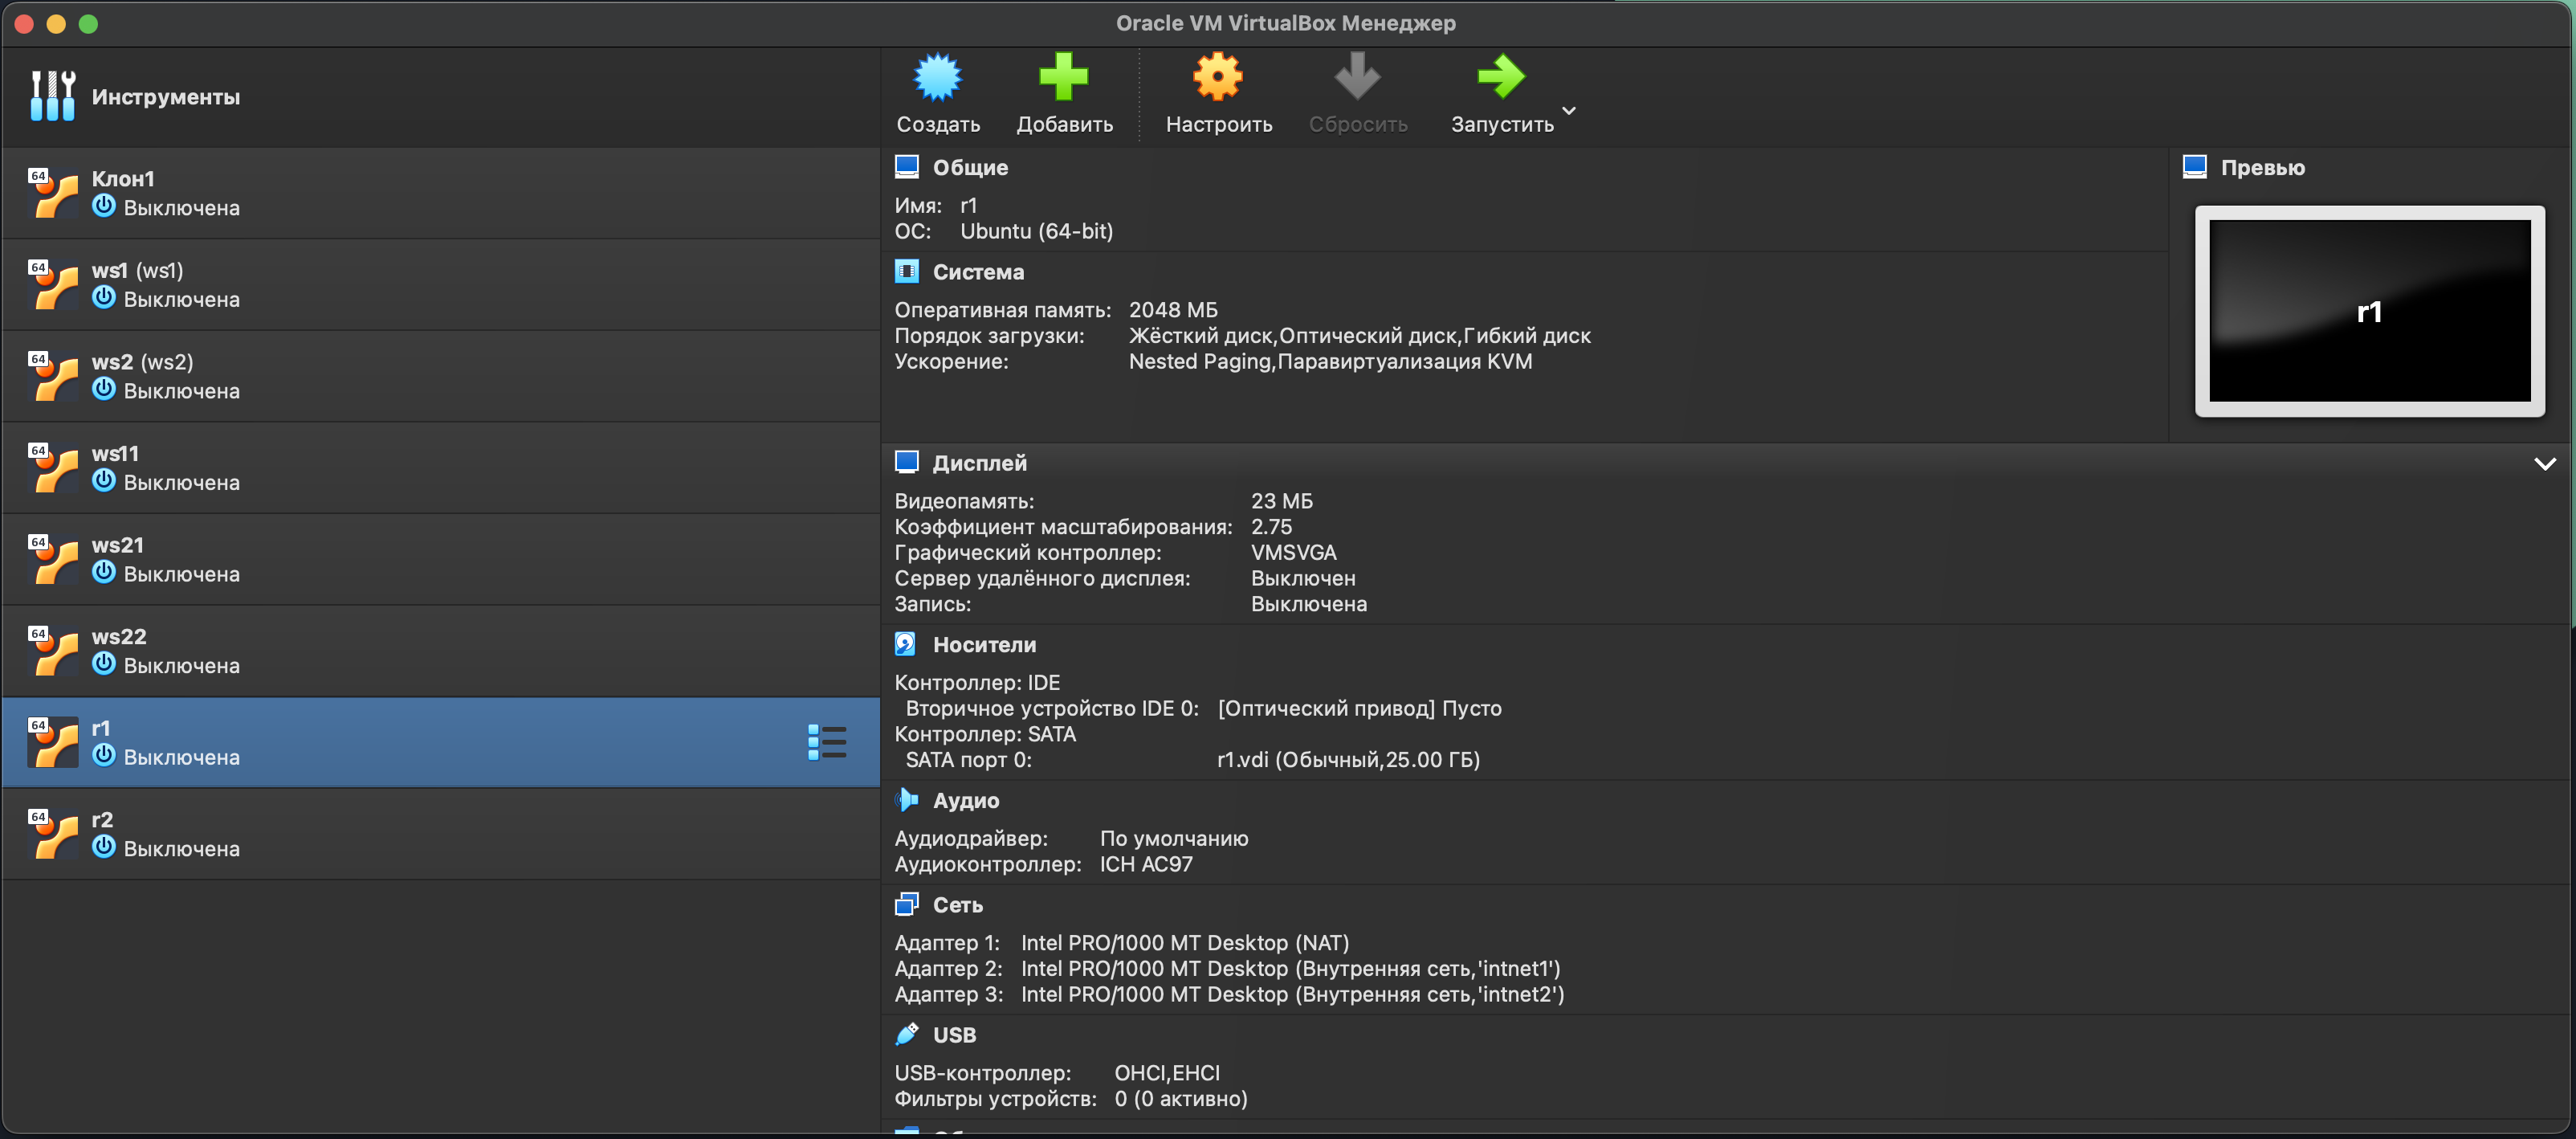 Oracle VM VirtualBox Менеджер
Инструменты
Создать Добавить Настроить Сбросить Запустить
64 Клон1
Выключена
64 ws1 (ws1)
Выключена
64 ws2 (ws2)
Выключена
64 ws11
Выключена
64 ws21
Выключена
64 ws22
Выключена
64 r1
Выключена
64 r2
Выключена
Общие
Имя: r1
ОС: Ubuntu (64-bit)
Система
Оперативная память: 2048 МБ
Порядок загрузки: Жёсткий диск,Оптический диск,Гибкий диск
Ускорение: Nested Paging,Паравиртуализация KVM
Превью
r1
Дисплей
Видеопамять: 23 МБ
Коэффициент масштабирования: 2.75
Графический контроллер: VMSVGA
Сервер удалённого дисплея: Выключен
Запись: Выключена
Носители
Контроллер: IDE
Вторичное устройство IDE 0: [Оптический привод] Пусто
Контроллер: SATA
SATA порт 0: r1.vdi (Обычный,25.00 ГБ)
Аудио
Аудиодрайвер: По умолчанию
Аудиоконтроллер: ICH AC97
Сеть
Адаптер 1: Intel PRO/1000 MT Desktop (NAT)
Адаптер 2: Intel PRO/1000 MT Desktop (Внутренняя сеть,'intnet1')
Адаптер 3: Intel PRO/1000 MT Desktop (Внутренняя сеть,'intnet2')
USB
USB-контроллер: OHCI,EHCI
Фильтры устройств: 0 (0 активно)